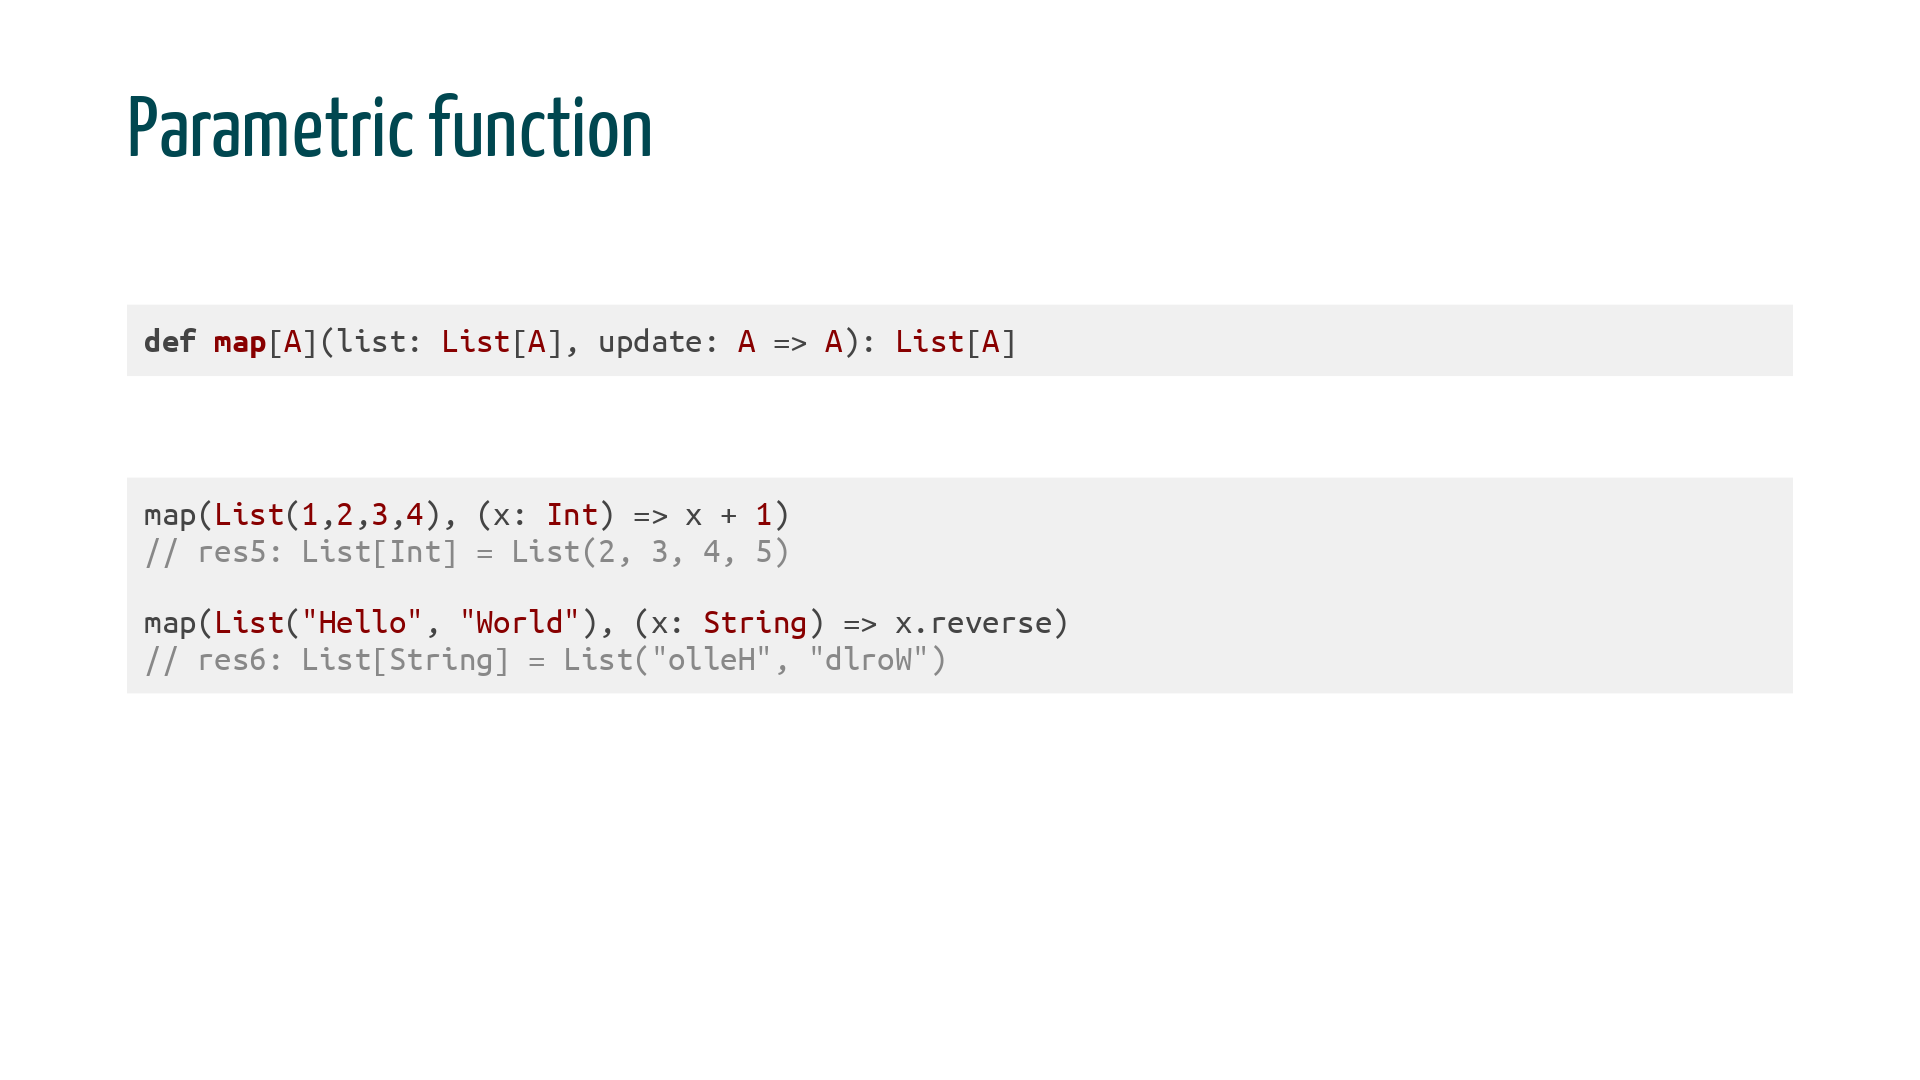 Parametric function
def map[A](list: List[A], update: A => A): List[A]
map(List(1,2,3,4), (x: Int) => x + 1)
// res5: List[Int] = List(2, 3, 4, 5)
map(List("Hello", "World"), (x: String) => x.reverse)
// res6: List[String] = List("olleH", "dlroW")